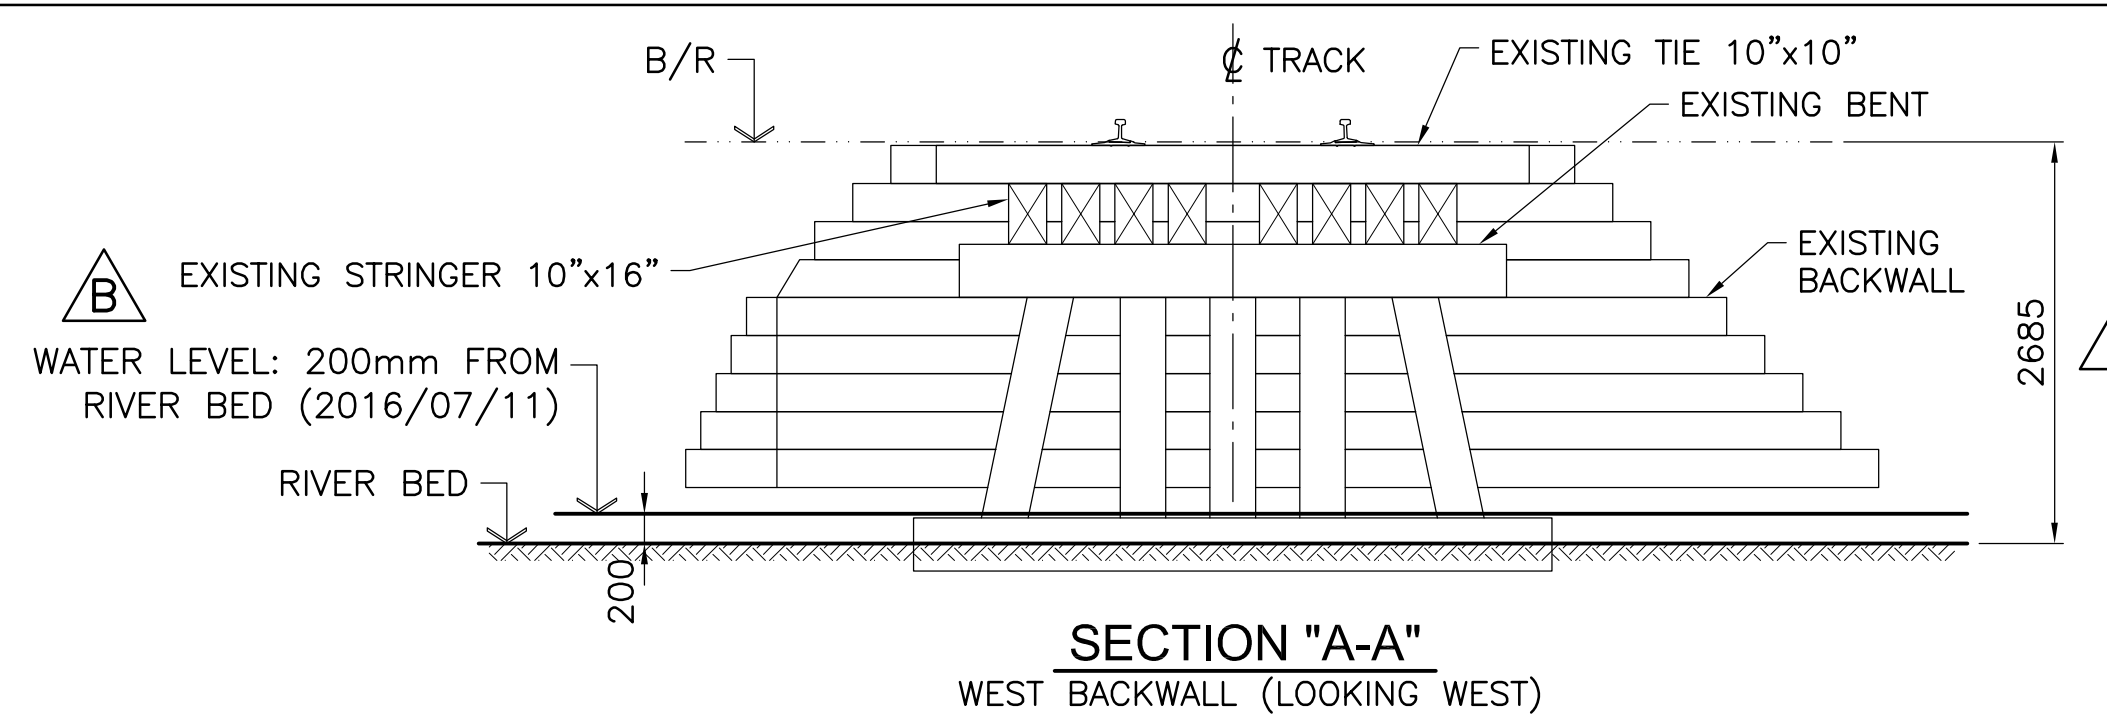 B/R
℄ TRACK
EXISTING TIE 10”x10”
EXISTING BENT
EXISTING STRINGER 10”x16”
B
EXISTING
BACKWALL
WATER LEVEL: 200mm FROM
RIVER BED (2016/07/11)
2685
RIVER BED
200
SECTION "A-A"
WEST BACKWALL (LOOKING WEST)